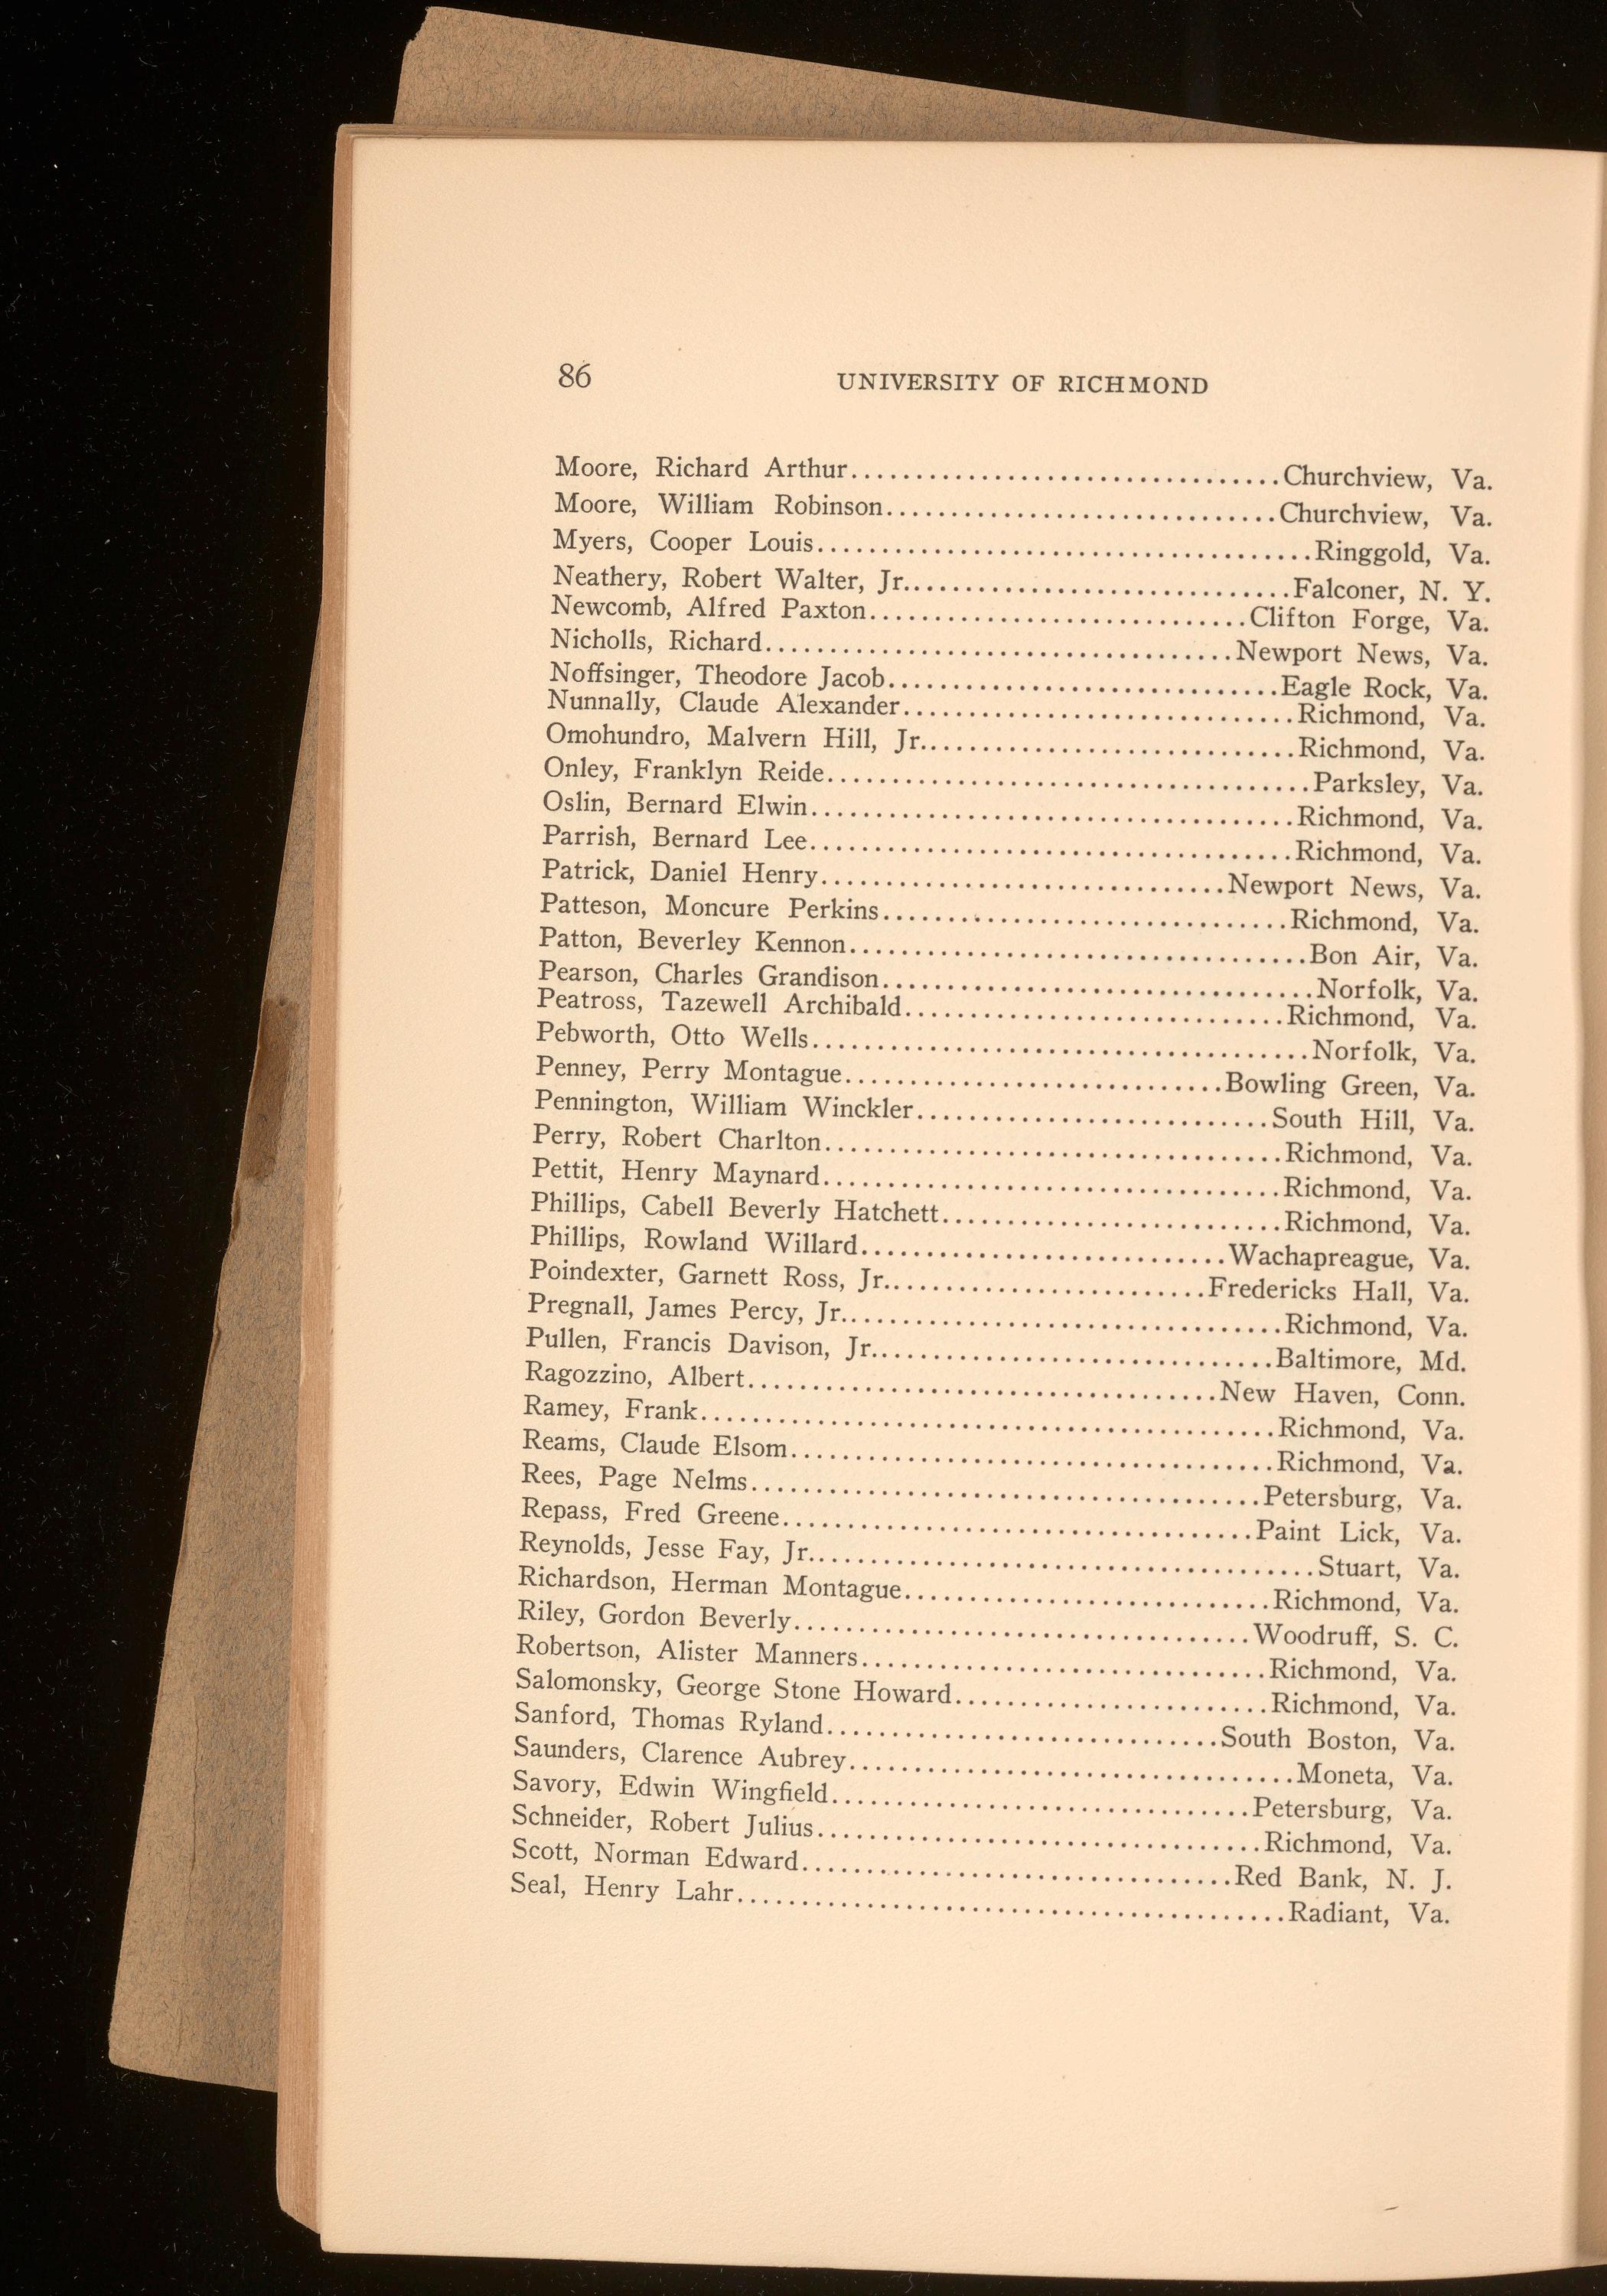 86 UNIVERSITY OF RICHMOND
Moore, Richard Arthur.................................Churchview, Va.
Moore, William Robinson..............................Churchview, Va.
Myers, Cooper Louis......................................Ringgold, Va.
Neathery, Robert Walter, Jr..............................Falconer, N. Y.
Newcomb, Alfred Paxton.............................Clifton Forge, Va.
Nicholls, Richard....................................Newport News, Va.
Noffsinger, Theodore Jacob..............................Eagle Rock, Va.
Nunnally, Claude Alexander..............................Richmond, Va.
Omohundro, Malvern Hill, Jr.............................Richmond, Va.
Onley, Franklyn Reide.....................................Parksley, Va.
Oslin, Bernard Elwin.....................................Richmond, Va.
Parrish, Bernard Lee.....................................Richmond, Va.
Patrick, Daniel Henry...............................Newport News, Va.
Patteson, Moncure Perkins...............................Richmond, Va.
Patton, Beverley Kennon...................................Bon Air, Va.
Pearson, Charles Grandison.................................Norfolk, Va.
Peatross, Tazewell Archibald.............................Richmond, Va.
Pebworth, Otto Wells......................................Norfolk, Va.
Penney, Perry Montague.............................Bowling Green, Va.
Pennington, William Winckler...........................South Hill, Va.
Perry, Robert Charlton...................................Richmond, Va.
Pettit, Henry Maynard...................................Richmond, Va.
Phillips, Cabell Beverly Hatchett..........................Richmond, Va.
Phillips, Rowland Willard............................Wachapreague, Va.
Poindexter, Garnett Ross, Jr.........................Fredericks Hall, Va.
Pregnall, James Percy, Jr..................................Richmond, Va.
Pullen, Francis Davison, Jr...............................Baltimore, Md.
Ragozzino, Albert....................................New Haven, Conn.
Ramey, Frank............................................Richmond, Va.
Reams, Claude Elsom.....................................Richmond, Va.
Rees, Page Nelms.......................................Petersburg, Va.
Repass, Fred Greene....................................Paint Lick, Va.
Reynolds, Jesse Fay, Jr.......................................Stuart, Va.
Richardson, Herman Montague............................Richmond, Va.
Riley, Gordon Beverly...................................Woodruff, S. C.
Robertson, Alister Manners...............................Richmond, Va.
Salomonsky, George Stone Howard........................Richmond, Va.
Sanford, Thomas Ryland..............................South Boston, Va.
Saunders, Clarence Aubrey..................................Moneta, Va.
Savory, Edwin Wingfield................................Petersburg, Va.
Schneider, Robert Julius..................................Richmond, Va.
Scott, Norman Edward.................................Red Bank, N. J.
Seal, Henry Lahr..........................................Radiant, Va.